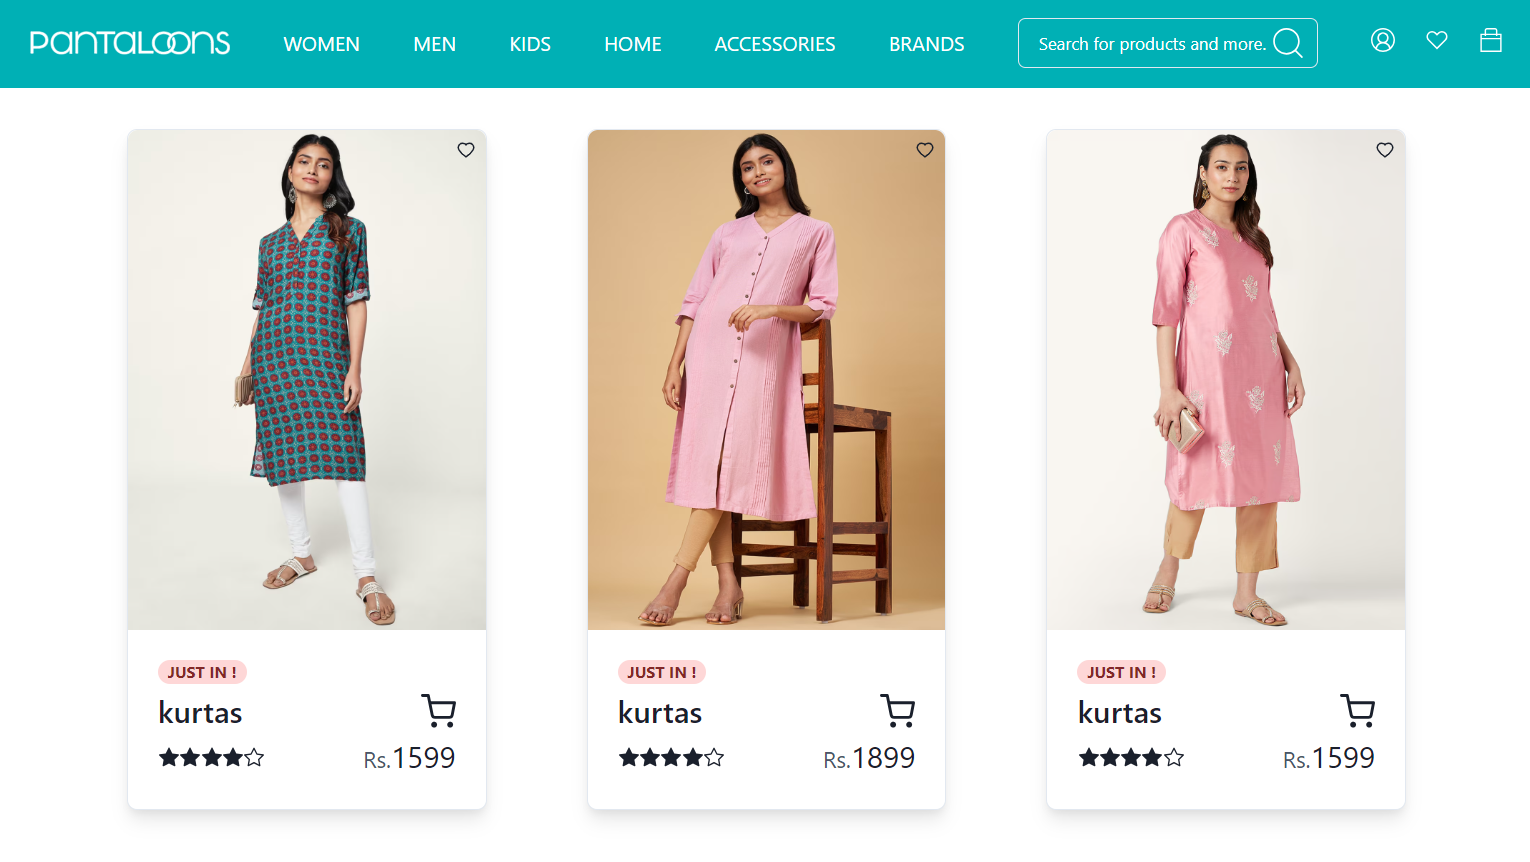 PANTALOONS
WOMEN
MEN
KIDS
HOME
ACCESSORIES
BRANDS
Search for products and more.
JUST IN !
kurtas
Rs.1599
JUST IN !
kurtas
Rs.1899
JUST IN !
kurtas
Rs.1599